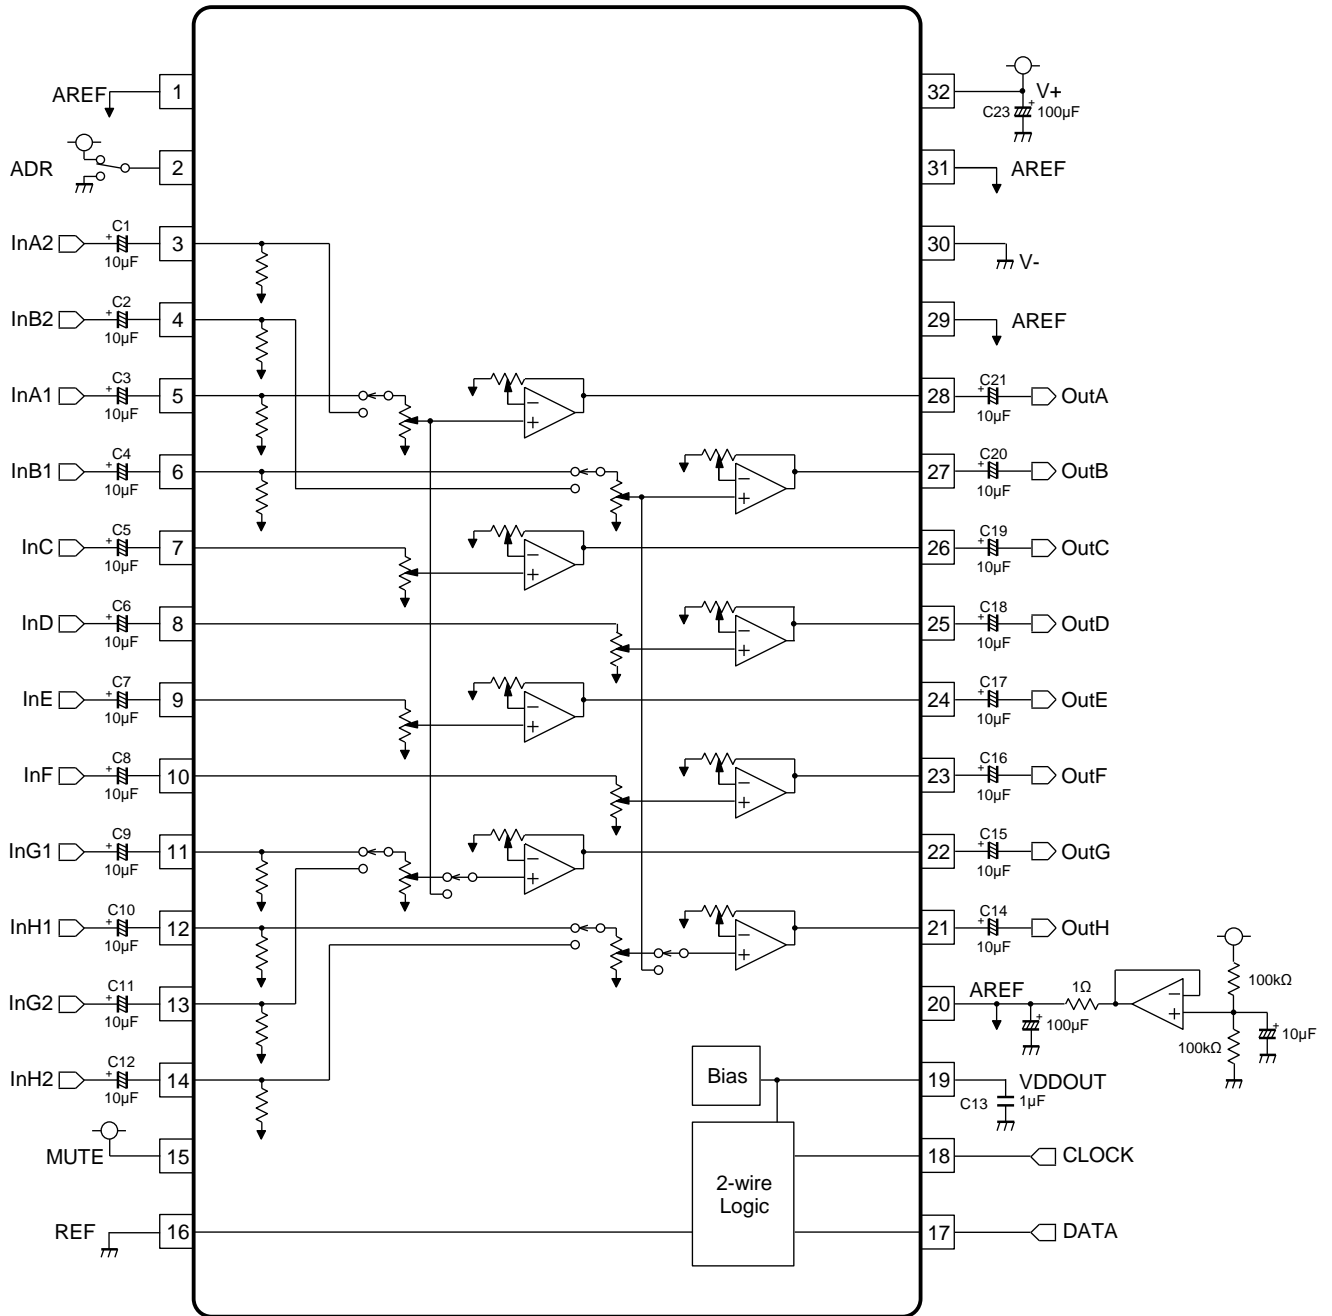 AREF 1
ADR 2
InA2 C1 + 10µF 3
InB2 C2 + 10µF 4
InA1 C3 + 10µF 5
InB1 C4 + 10µF 6
InC C5 + 10µF 7
InD C6 + 10µF 8
InE C7 + 10µF 9
InF C8 + 10µF 10
InG1 C9 + 10µF 11
InH1 C10 + 10µF 12
InG2 C11 + 10µF 13
InH2 C12 + 10µF 14
MUTE 15
REF 16
− +
− +
− +
− +
− +
− +
− +
− +
Bias
2-wire
Logic
32 V+
C23 + 100µF
31 AREF
30 V-
29 AREF
28 C21 + 10µF OutA
27 C20 + 10µF OutB
26 C19 + 10µF OutC
25 C18 + 10µF OutD
24 C17 + 10µF OutE
23 C16 + 10µF OutF
22 C15 + 10µF OutG
21 C14 + 10µF OutH
20 AREF 1Ω − + 100kΩ
+ 100µF 100kΩ + 10µF
19 VDDOUT
C13 1µF
18 CLOCK
17 DATA